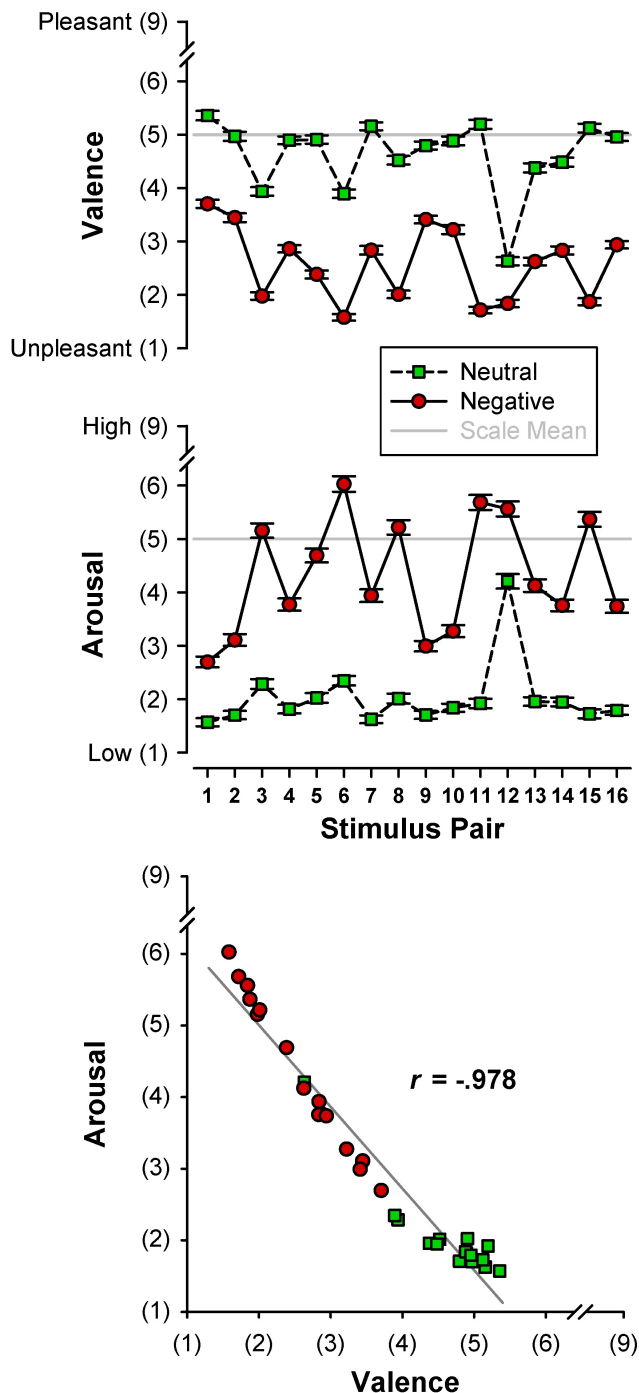 Pleasant (9)
(6)
(5)
(4)
(3)
(2)
Unpleasant (1)
Valence
Neutral
Negative
Scale Mean
High (9)
(6)
(5)
(4)
(3)
(2)
Low (1)
Arousal
1 2 3 4 5 6 7 8 9 10 11 12 13 14 15 16
Stimulus Pair
(9)
(6)
(5)
(4)
(3)
(2)
(1)
Arousal
r = -.978
(1) (2) (3) (4) (5) (6) (9)
Valence